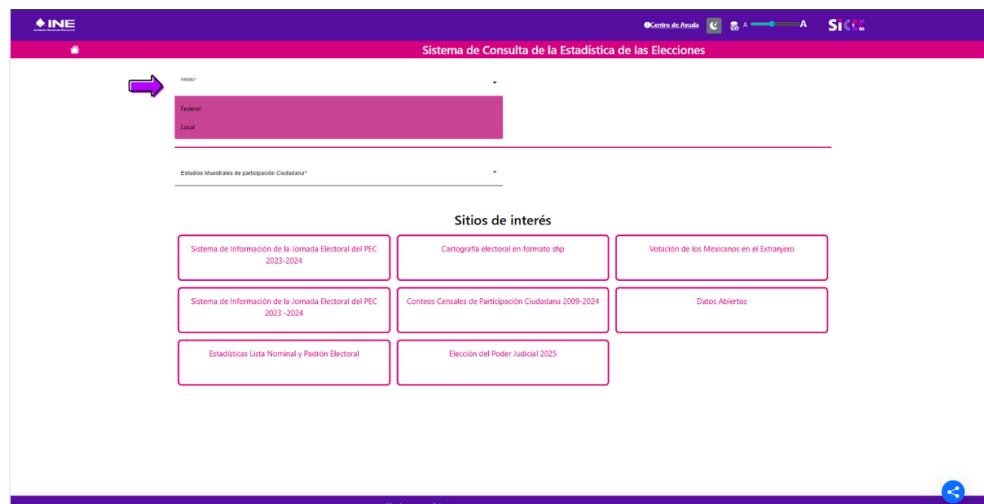 INE
Centro de Ayuda
A
A
SiCEE
Sistema de Consulta de la Estadística de las Elecciones
Federal
Local
Estudios Muestrales de participación Ciudadana*
Sitios de interés
Sistema de Información de la Jornada Electoral del PEC
2023-2024
Cartografía electoral en formato shp
Votación de los Mexicanos en el Extranjero
Sistema de Información de la Jornada Electoral del PEC
2023 -2024
Conteos Censales de Participación Ciudadana 2009-2024
Datos Abiertos
Estadísticas Lista Nominal y Padrón Electoral
Elección del Poder Judicial 2025